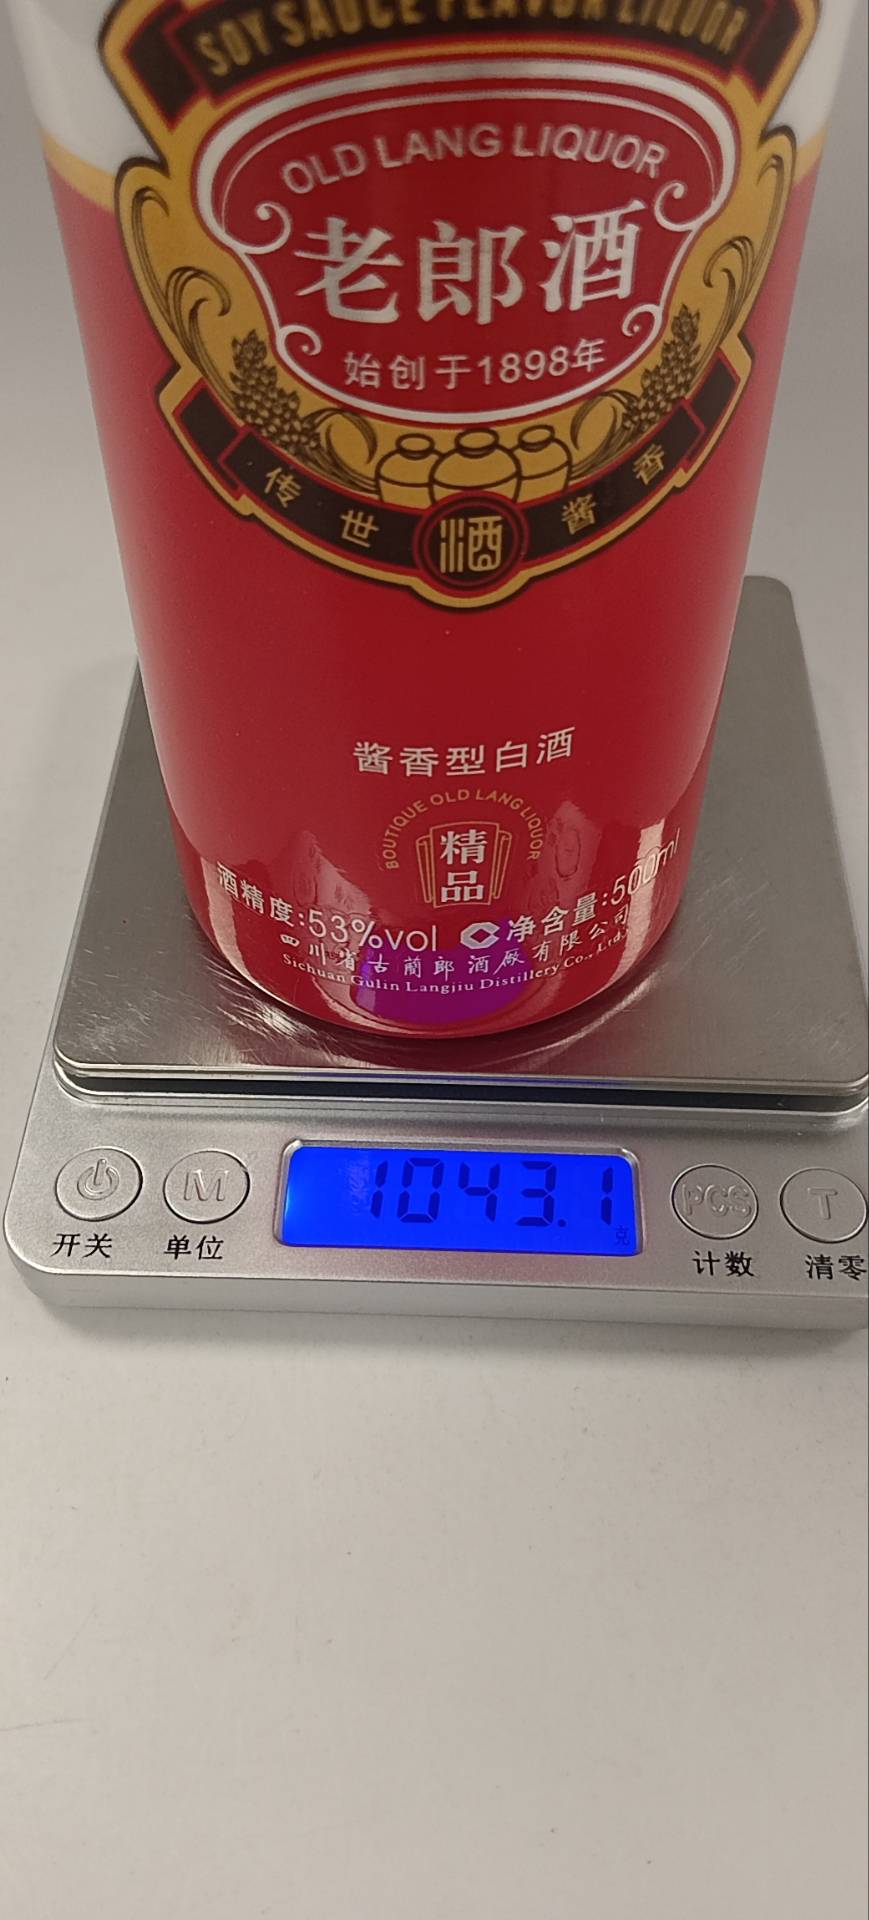 SOY SAUCE FLAVOR LIQUOR
OLD LANG LIQUOR
老郎酒
始创于1898年
传世酒酱香
酱香型白酒
BOUTIQUE OLD LANG LIQUOR
精品
酒精度:53%vol 净含量:500ml
四川省古蔺郎酒厰有限公司
Sichuan Gulin Langjiu Distillery Co., Ltd.
1043.1
克
M
PCS
T
开关
单位
计数
清零